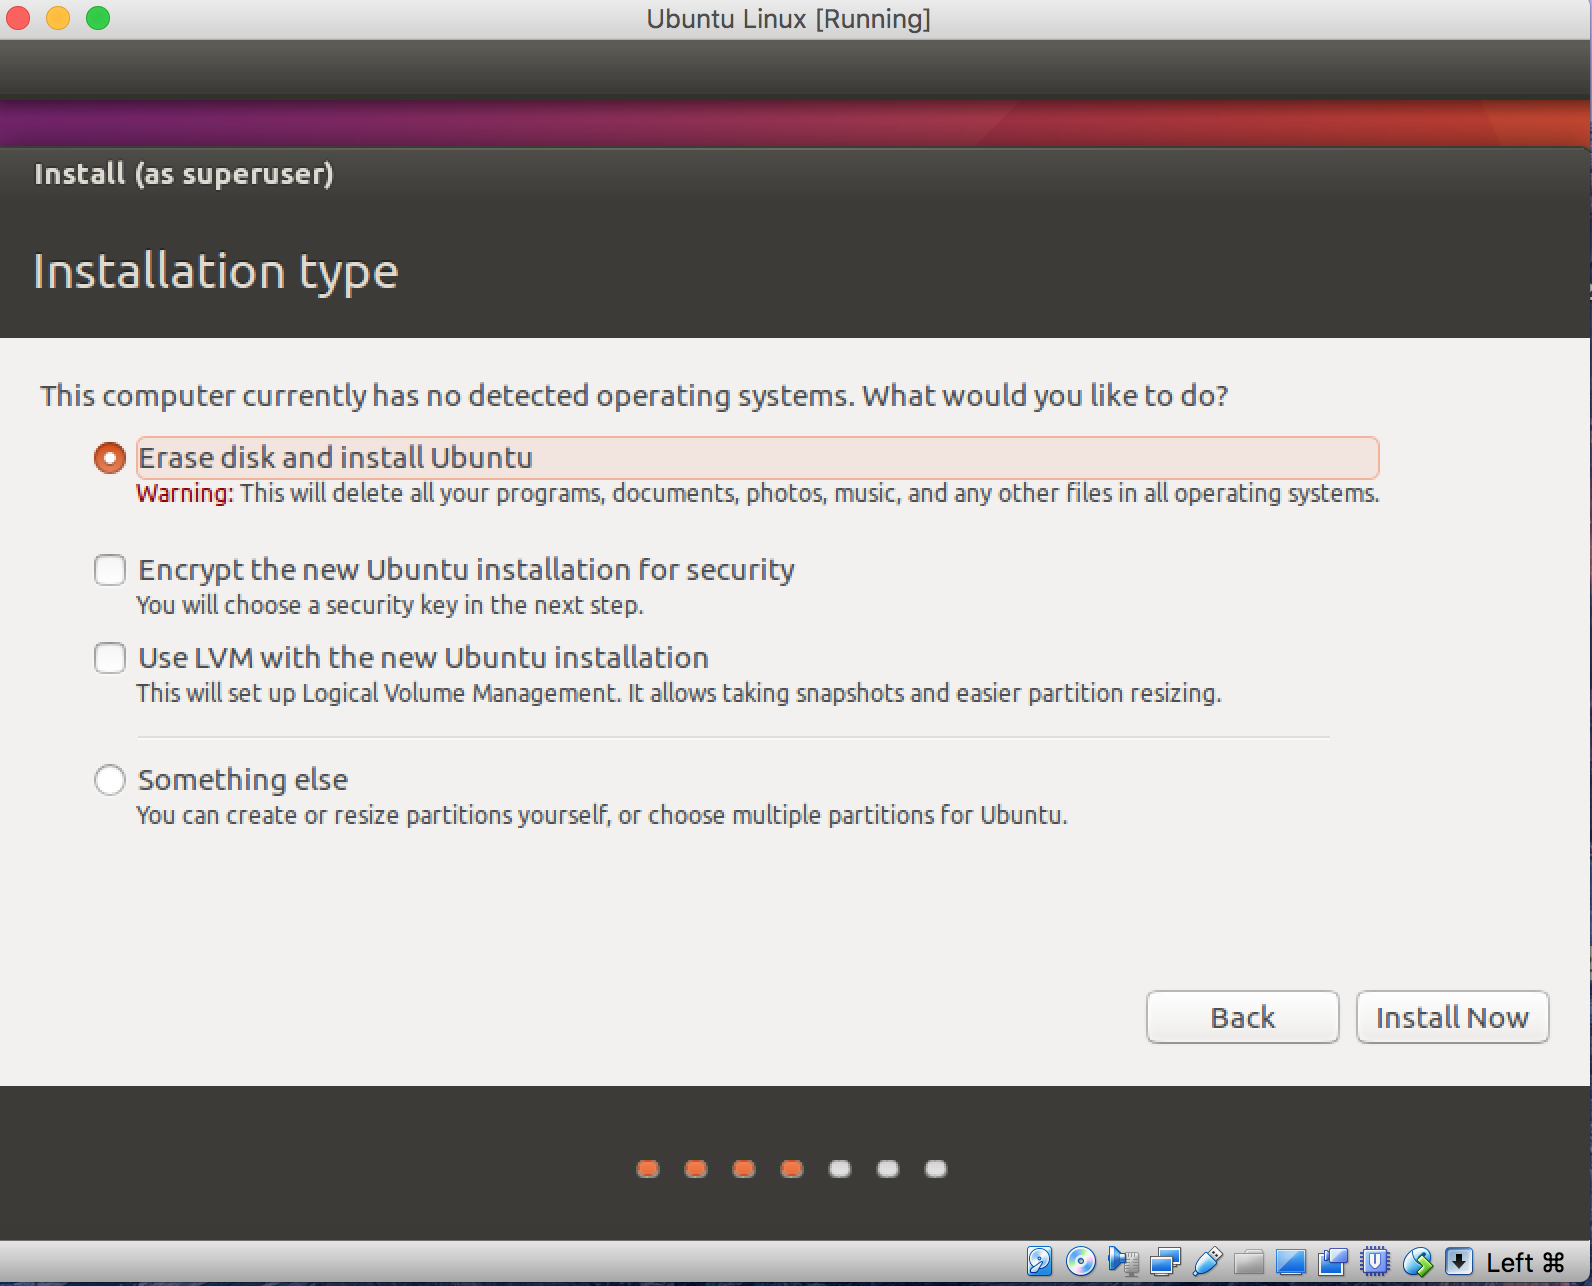 Ubuntu Linux [Running]
Install (as superuser)
Installation type
This computer currently has no detected operating systems. What would you like to do?
Erase disk and install Ubuntu
Warning: This will delete all your programs, documents, photos, music, and any other files in all operating systems.
Encrypt the new Ubuntu installation for security
You will choose a security key in the next step.
Use LVM with the new Ubuntu installation
This will set up Logical Volume Management. It allows taking snapshots and easier partition resizing.
Something else
You can create or resize partitions yourself, or choose multiple partitions for Ubuntu.
Back
Install Now
Left ⌘